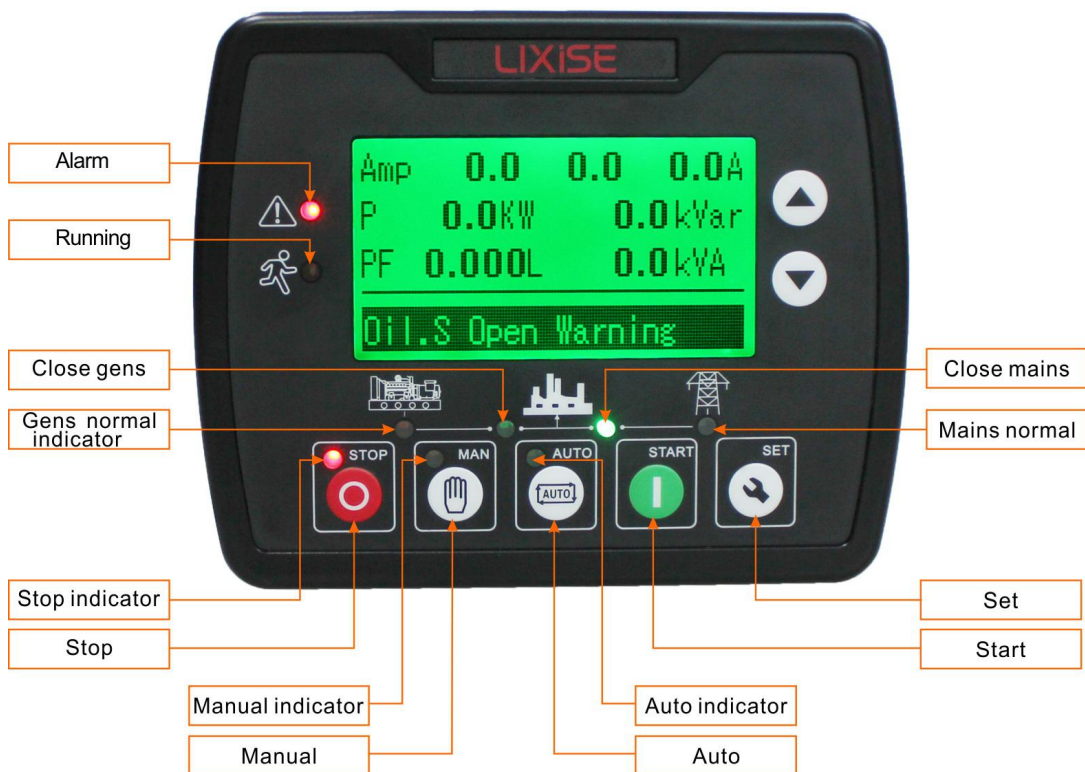 LIXiSE
Alarm
Running
Amp 0.0 0.0 0.0A
P 0.0KW 0.0kVar
PF 0.000L 0.0kVA
Oil.S Open Warning
Close gens
Close mains
Gens normal
indicator
Mains normal
STOP
MAN
AUTO
START
SET
AUTO
Stop indicator
Set
Stop
Start
Manual indicator
Auto indicator
Manual
Auto